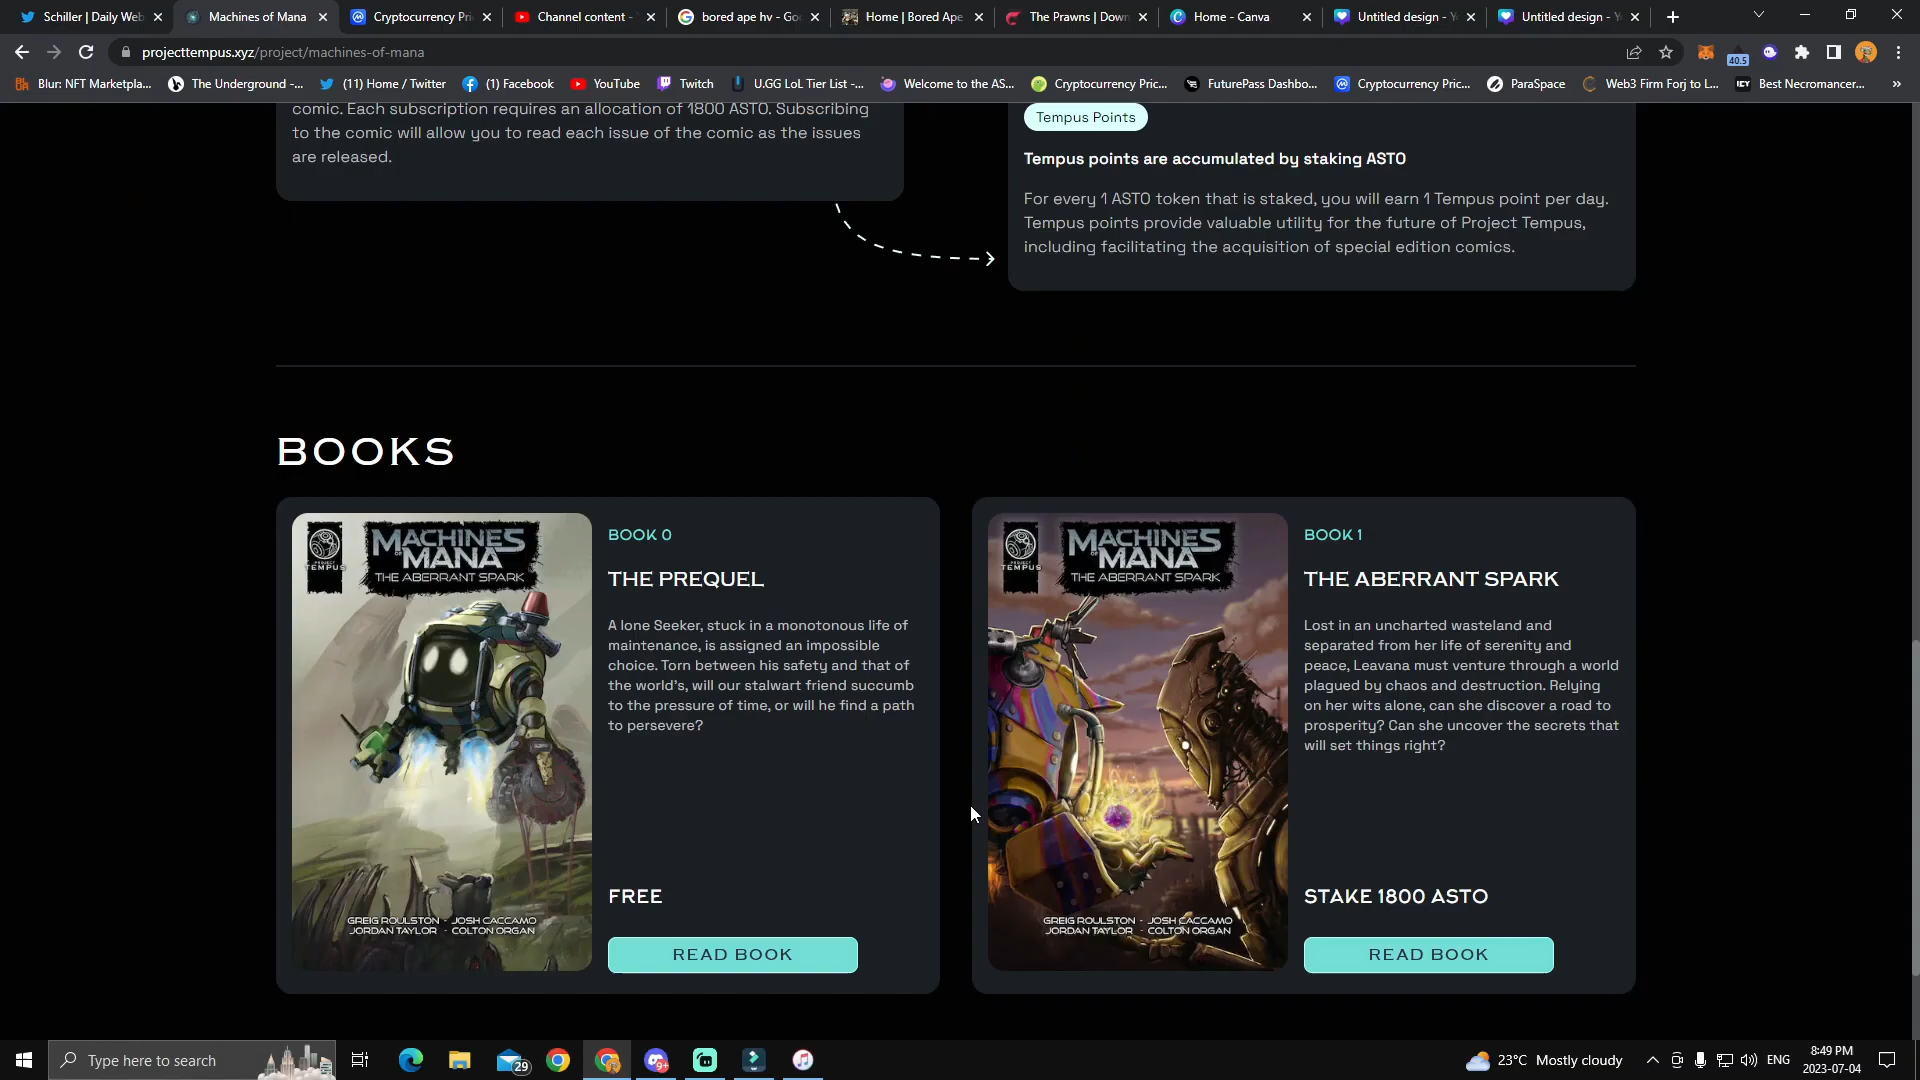 Schiller | Daily Web
Machines of Mana
Cryptocurrency Pri
Channel content -
bored ape hv - Go
Home | Bored Ape
The Prawns | Down
Home - Canva
Untitled design - Y
Untitled design - Y
projecttempus.xyz/project/machines-of-mana
40.5
Blur: NFT Marketpla...
The Underground -...
(11) Home / Twitter
(1) Facebook
YouTube
Twitch
U.GG LoL Tier List -...
Welcome to the AS...
Cryptocurrency Pric...
FuturePass Dashbo...
Cryptocurrency Pric...
ParaSpace
Web3 Firm Forj to L...
Best Necromancer...
comic. Each subscription requires an allocation of 1800 ASTO. Subscribing
to the comic will allow you to read each issue of the comic as the issues
are released.
Tempus Points
Tempus points are accumulated by staking ASTO
For every 1 ASTO token that is staked, you will earn 1 Tempus point per day.
Tempus points provide valuable utility for the future of Project Tempus,
including facilitating the acquisition of special edition comics.
BOOKS
PROJECT
TEMPUS
MACHINES
OF
MANA
THE ABERRANT SPARK
GREIG ROULSTON - JOSH CACCAMO
JORDAN TAYLOR - COLTON ORGAN
BOOK 0
THE PREQUEL
A lone Seeker, stuck in a monotonous life of
maintenance, is assigned an impossible
choice. Torn between his safety and that of
the world's, will our stalwart friend succumb
to the pressure of time, or will he find a path
to persevere?
FREE
READ BOOK
PROJECT
TEMPUS
MACHINES
OF
MANA
THE ABERRANT SPARK
GREIG ROULSTON - JOSH CACCAMO
JORDAN TAYLOR - COLTON ORGAN
BOOK 1
THE ABERRANT SPARK
Lost in an uncharted wasteland and
separated from her life of serenity and
peace, Leavana must venture through a world
plagued by chaos and destruction. Relying
on her wits alone, can she discover a road to
prosperity? Can she uncover the secrets that
will set things right?
STAKE 1800 ASTO
READ BOOK
Type here to search
29
9+
23°C Mostly cloudy
ENG
8:49 PM
2023-07-04